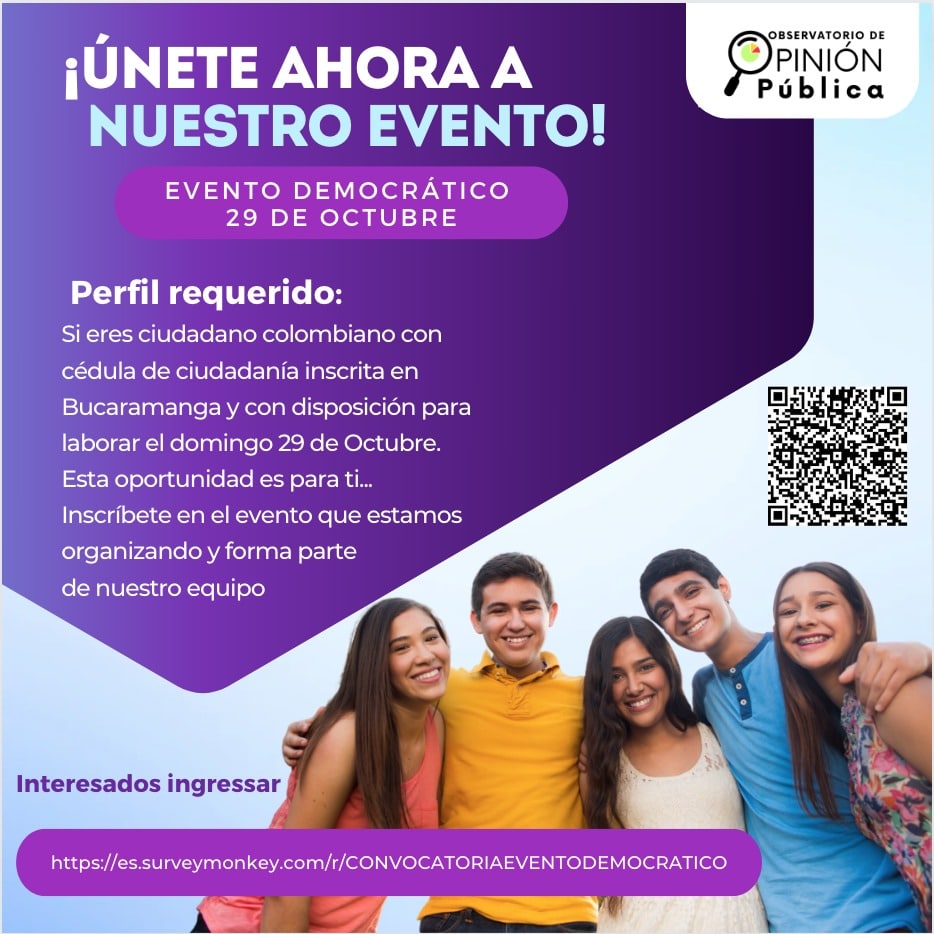 ¡ÚNETE AHORA A
NUESTRO EVENTO!
OBSERVATORIO DE
OPINIÓN
Pública
EVENTO DEMOCRÁTICO
29 DE OCTUBRE
Perfil requerido:
Si eres ciudadano colombiano con
cédula de ciudadanía inscrita en
Bucaramanga y con disposición para
laborar el domingo 29 de Octubre.
Esta oportunidad es para ti...
Inscríbete en el evento que estamos
organizando y forma parte
de nuestro equipo
Interesados ingressar
https://es.surveymonkey.com/r/CONVOCATORIAEVENTODEMOCRATICO